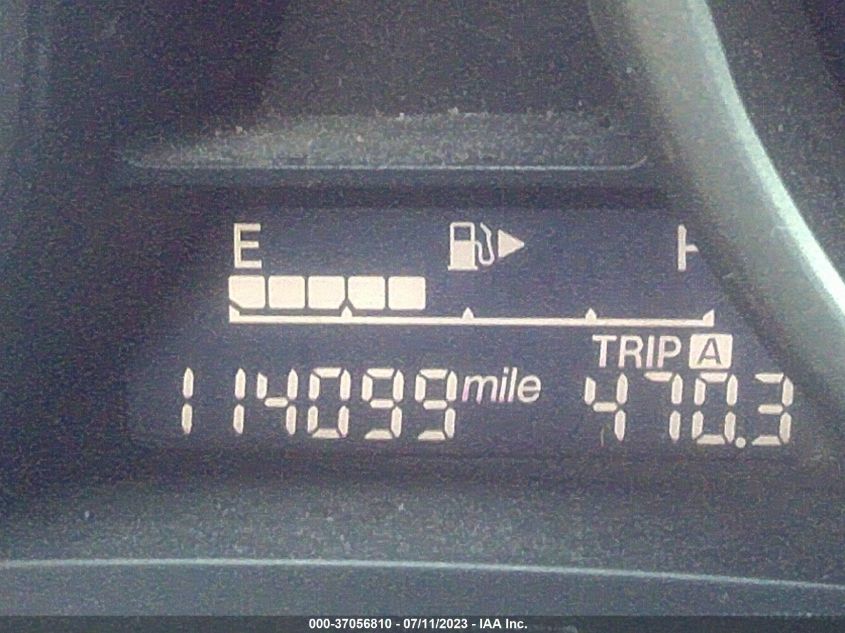 E
TRIP A
114099 mile 470.3
000-37056810 - 07/11/2023 - IAA Inc.